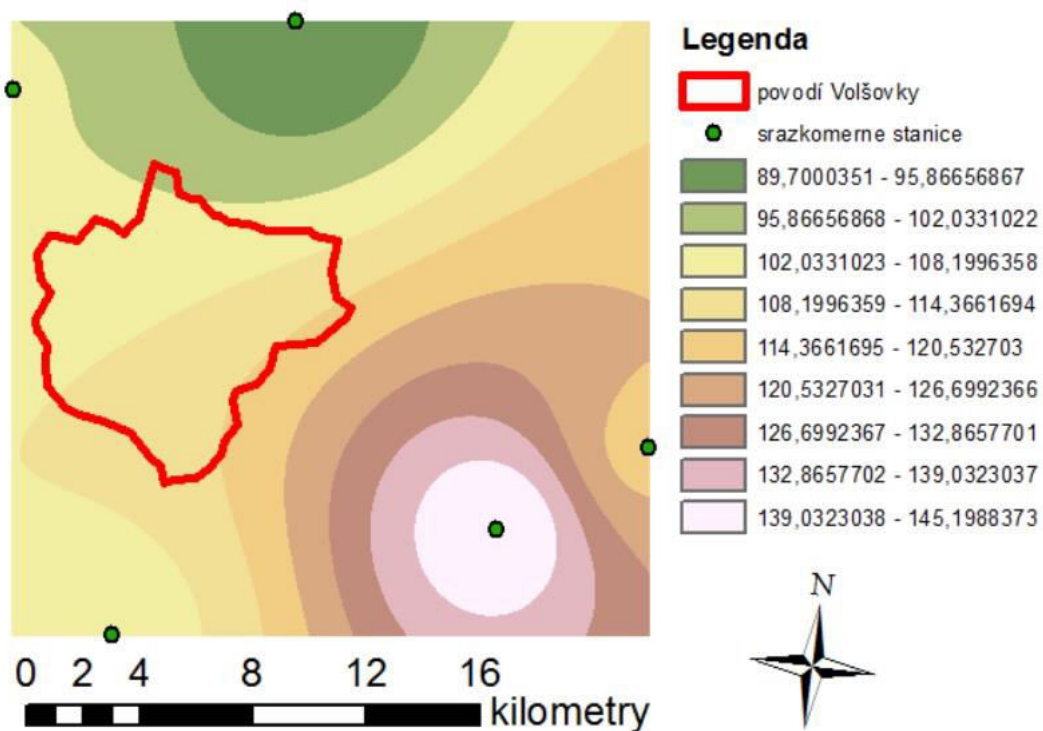 Legenda
povodí Volšovky
srazkomerne stanice
89,7000351 - 95,86656867
95,86656868 - 102,0331022
102,0331023 - 108,1996358
108,1996359 - 114,3661694
114,3661695 - 120,532703
120,5327031 - 126,6992366
126,6992367 - 132,8657701
132,8657702 - 139,0323037
139,0323038 - 145,1988373
N
0 2 4 8 12 16
kilometry